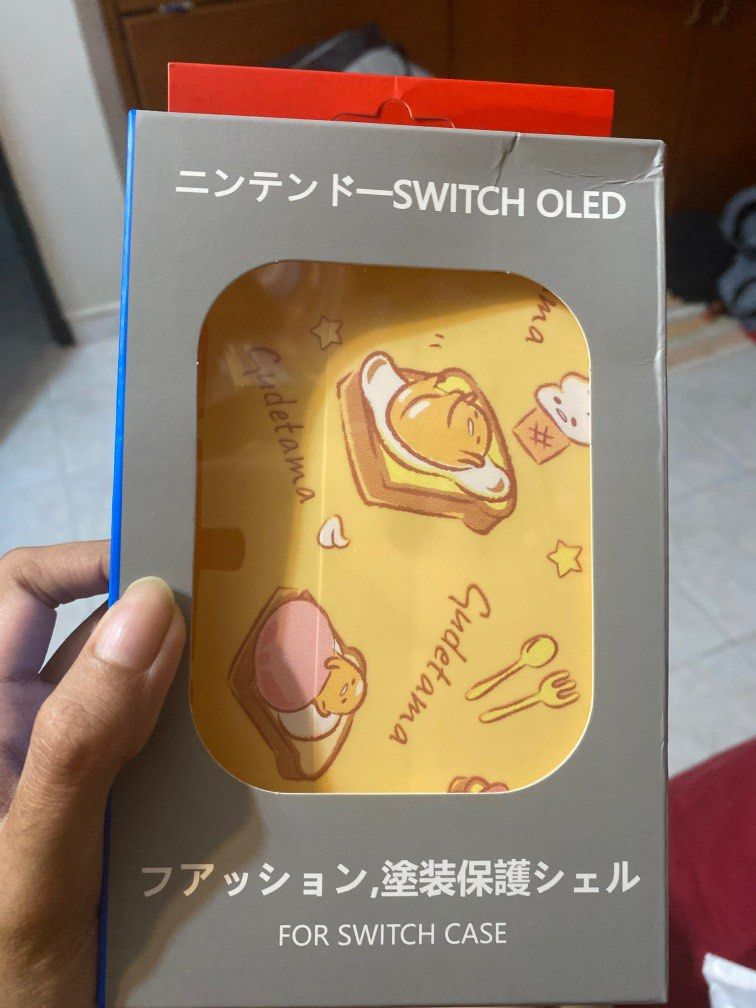 ニンテンドーSWITCH OLED
Gudetama
ma
Gudetama
フアッション,塗装保護シェル
FOR SWITCH CASE